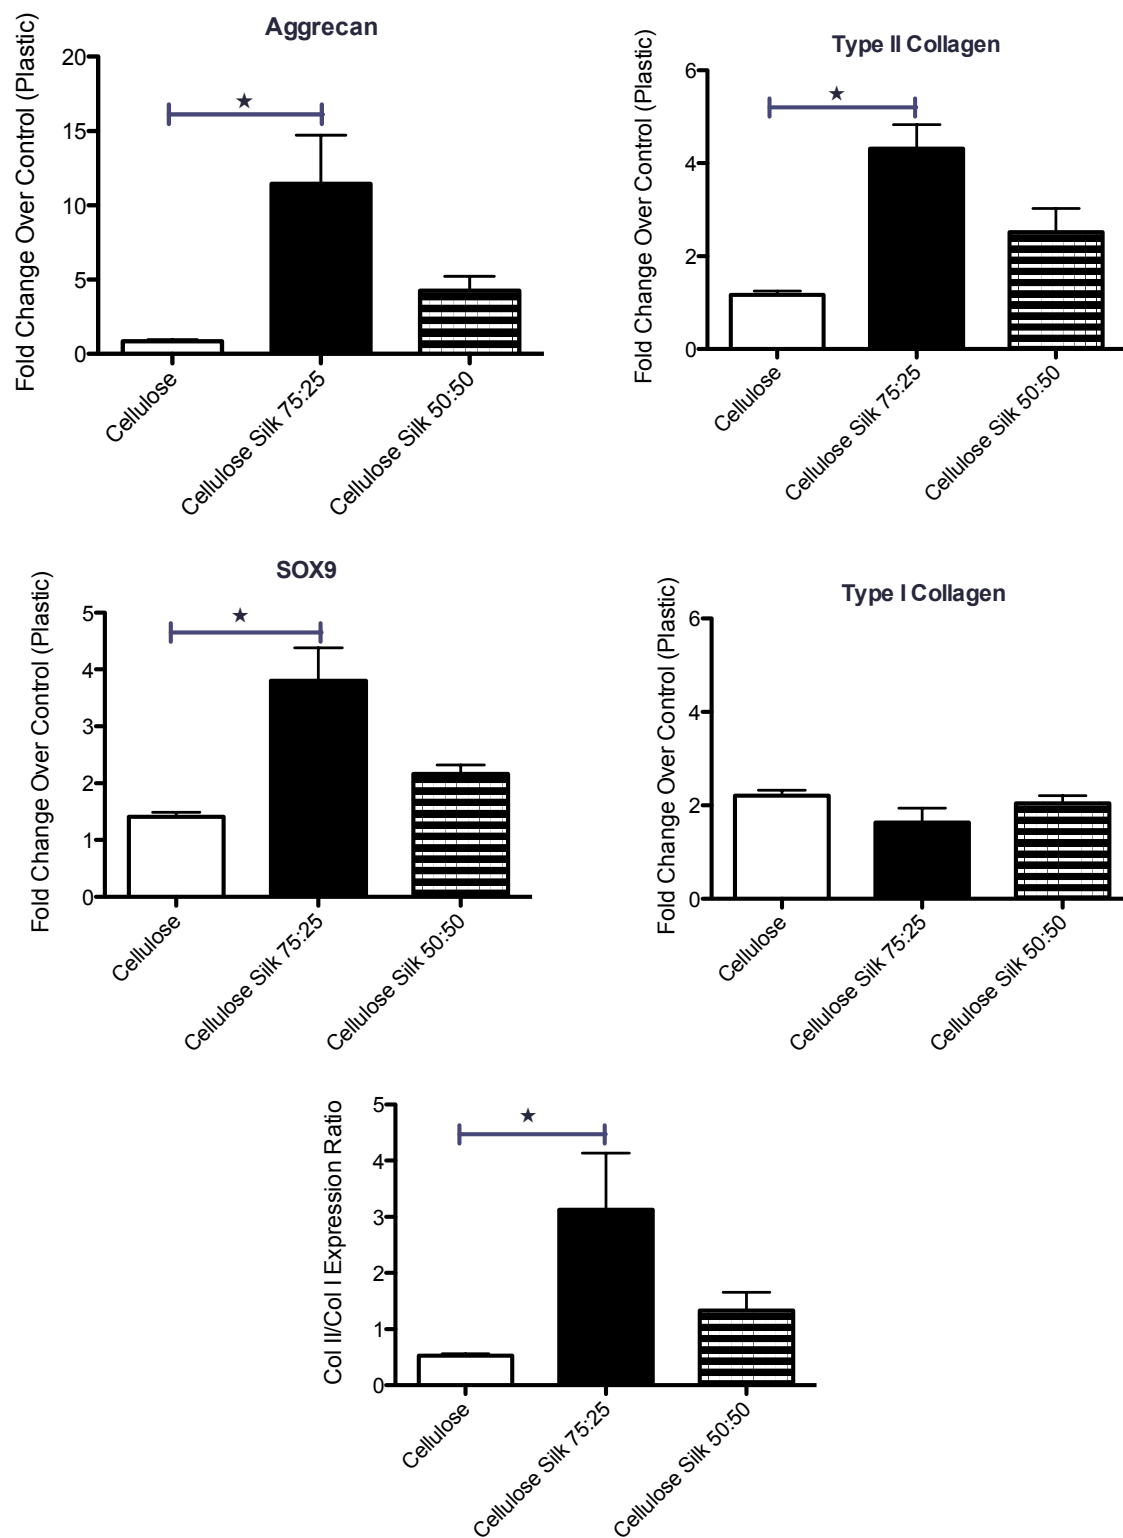 Aggrecan
Fold Change Over Control (Plastic)
20
15
10
5
0
Cellulose
Cellulose Silk 75:25
Cellulose Silk 50:50
Type II Collagen
Fold Change Over Control (Plastic)
6
4
2
0
Cellulose
Cellulose Silk 75:25
Cellulose Silk 50:50
SOX9
Fold Change Over Control (Plastic)
5
4
3
2
1
0
Cellulose
Cellulose Silk 75:25
Cellulose Silk 50:50
Type I Collagen
Fold Change Over Control (Plastic)
6
4
2
0
Cellulose
Cellulose Silk 75:25
Cellulose Silk 50:50
Col II/Col I Expression Ratio
5
4
3
2
1
0
Cellulose
Cellulose Silk 75:25
Cellulose Silk 50:50